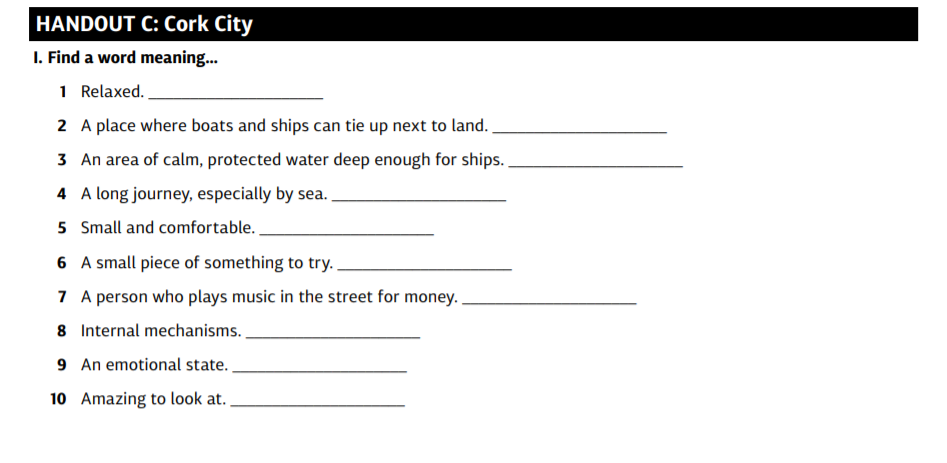 HANDOUT C: Cork City
I. Find a word meaning...
1 Relaxed. ____________________
2 A place where boats and ships can tie up next to land. ____________________
3 An area of calm, protected water deep enough for ships. ____________________
4 A long journey, especially by sea. ____________________
5 Small and comfortable. ____________________
6 A small piece of something to try. ____________________
7 A person who plays music in the street for money. ____________________
8 Internal mechanisms. ____________________
9 An emotional state. ____________________
10 Amazing to look at. ____________________